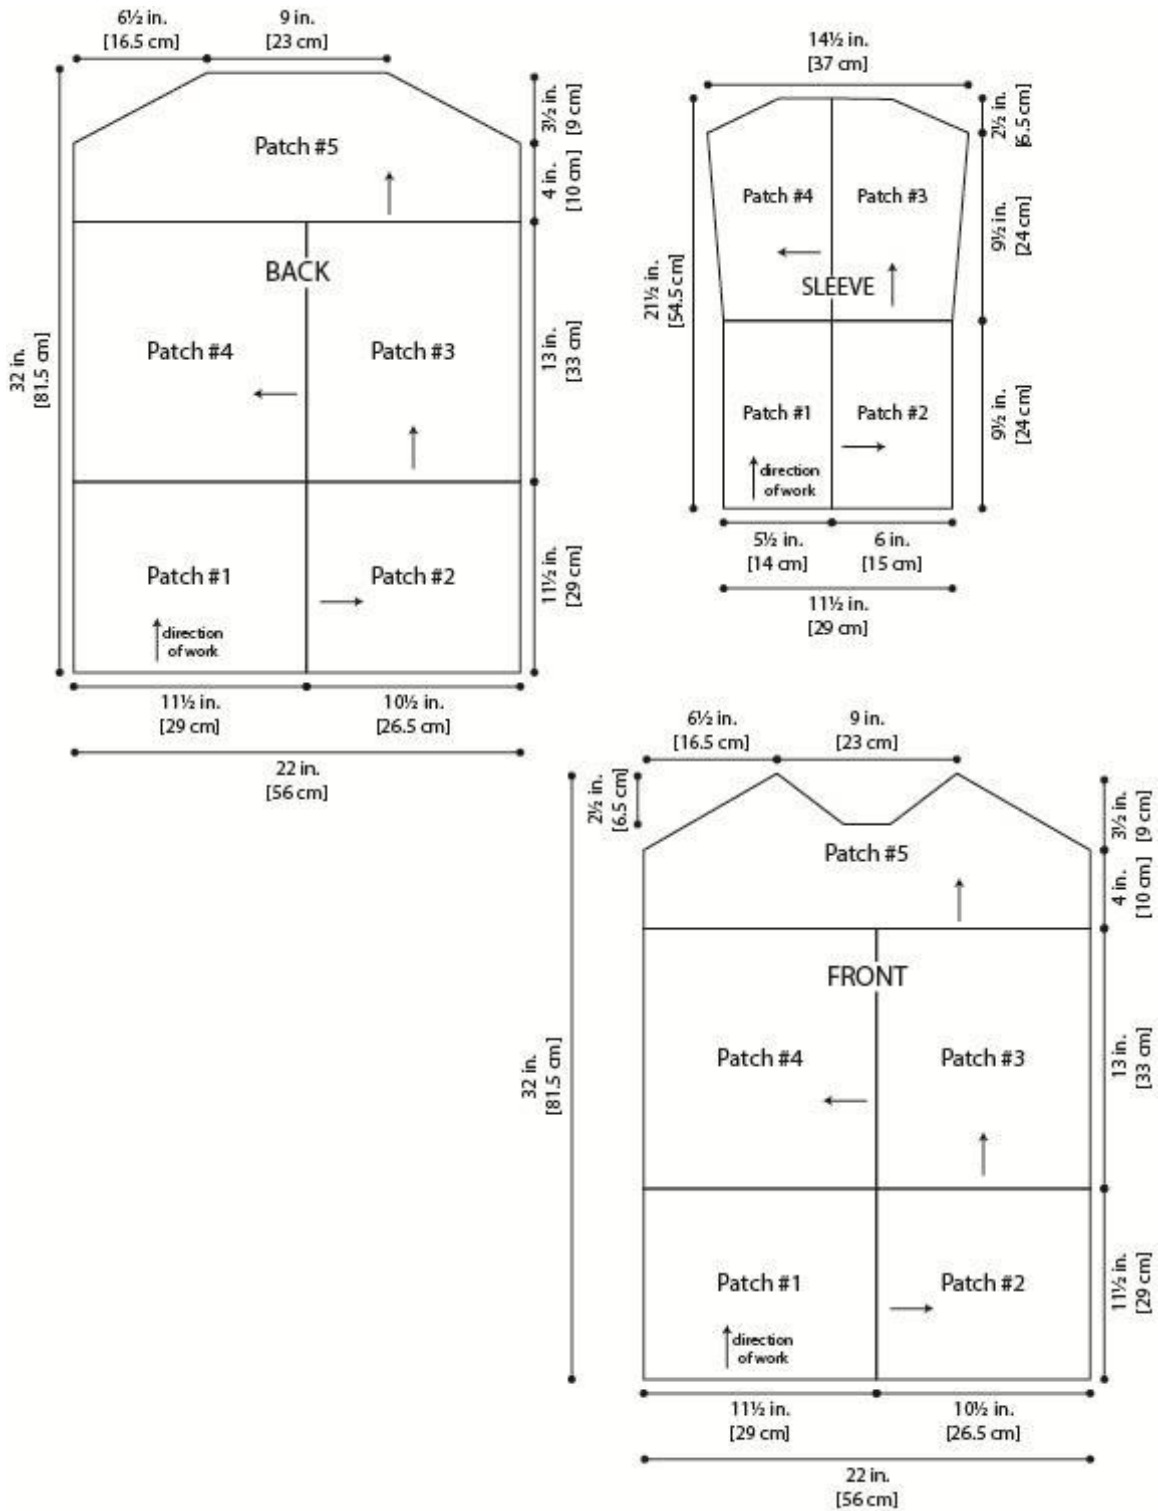 6½ in.
[16.5 cm]
9 in.
[23 cm]
3½ in.
[9 cm]
4 in.
[10 cm]
13 in.
[33 cm]
11½ in.
[29 cm]
32 in.
[81.5 cm]
Patch #5
BACK
Patch #4
Patch #3
Patch #1
Patch #2
direction
of work
11½ in.
[29 cm]
10½ in.
[26.5 cm]
22 in.
[56 cm]
14½ in.
[37 cm]
2½ in.
[6.5 cm]
9½ in.
[24 cm]
9½ in.
[24 cm]
21½ in.
[54.5 cm]
Patch #4
Patch #3
SLEEVE
Patch #1
Patch #2
direction
of work
5½ in.
[14 cm]
6 in.
[15 cm]
11½ in.
[29 cm]
6½ in.
[16.5 cm]
9 in.
[23 cm]
2½ in.
[6.5 cm]
3½ in.
[9 cm]
4 in.
[10 cm]
13 in.
[33 cm]
11½ in.
[29 cm]
32 in.
[81.5 cm]
Patch #5
FRONT
Patch #4
Patch #3
Patch #1
Patch #2
direction
of work
11½ in.
[29 cm]
10½ in.
[26.5 cm]
22 in.
[56 cm]